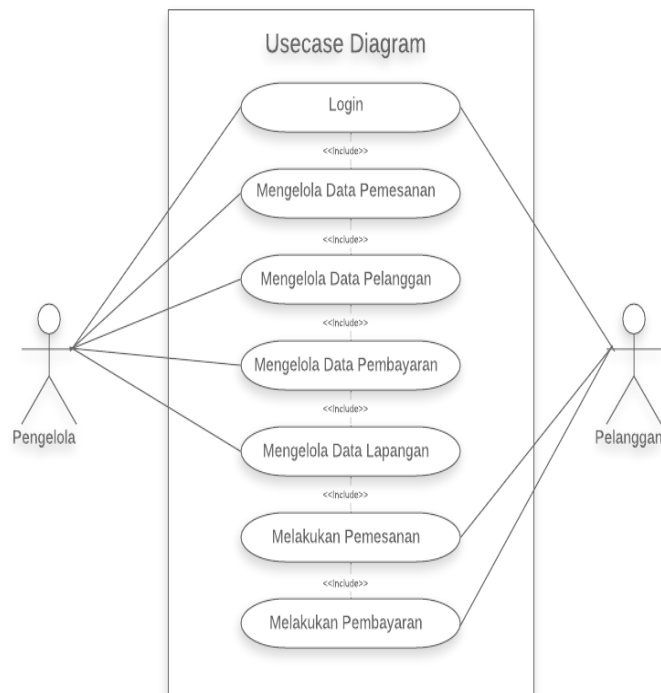 Usecase Diagram
Login
<<Include>>
Mengelola Data Pemesanan
<<Include>>
Mengelola Data Pelanggan
<<Include>>
Mengelola Data Pembayaran
<<Include>>
Mengelola Data Lapangan
<<Include>>
Melakukan Pemesanan
<<Include>>
Melakukan Pembayaran
Pengelola
Pelanggan